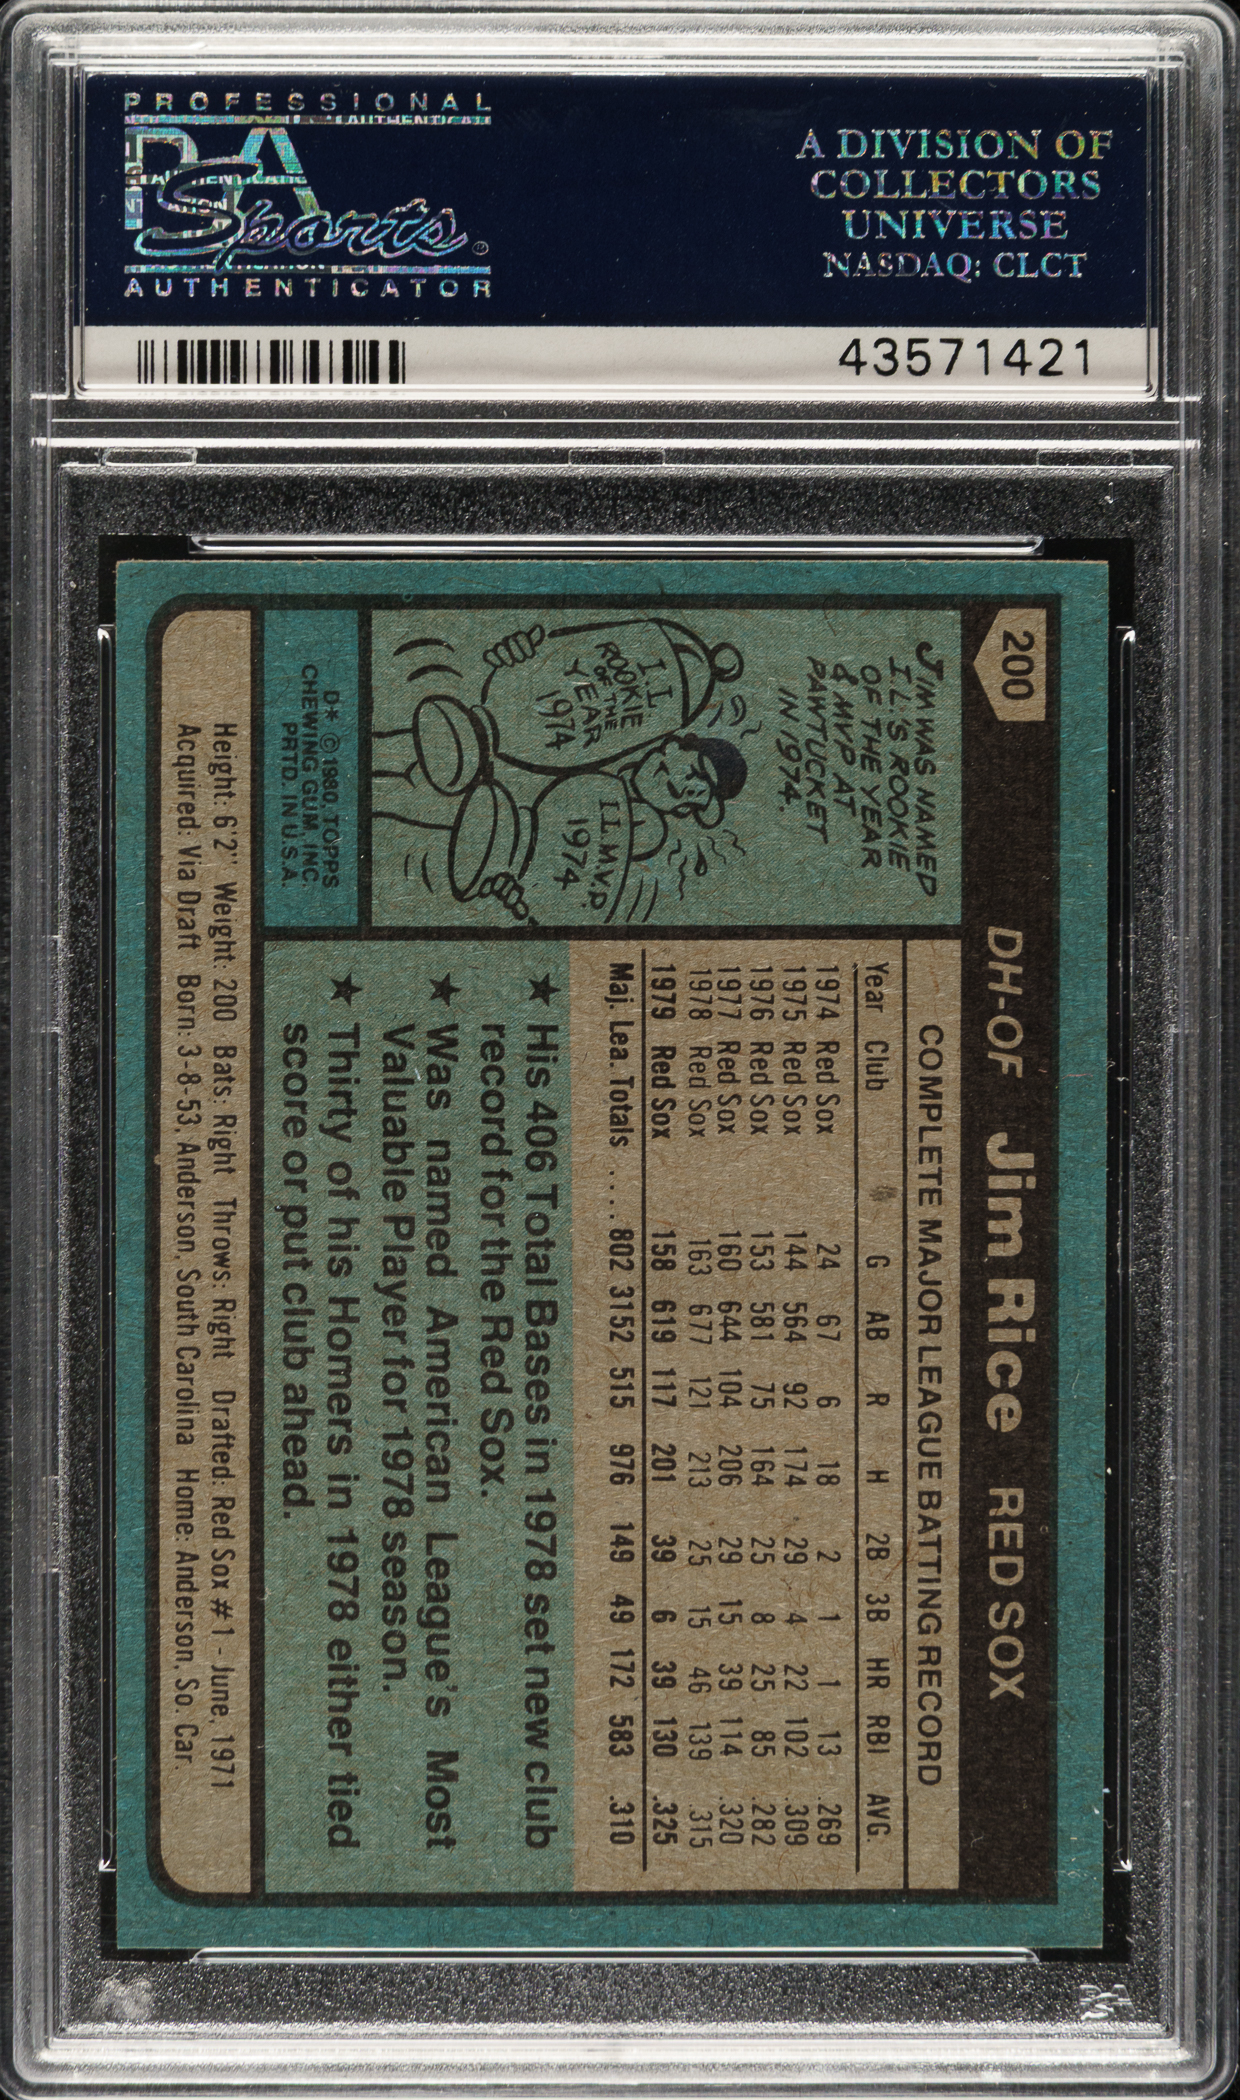 PROFESSIONAL
PSA
Sports
AUTHENTICATOR
A DIVISION OF
COLLECTORS
UNIVERSE
NASDAQ: CLCT
43571421
200
DH-OF Jim Rice RED SOX
JIM WAS NAMED
I.L.'S ROOKIE
OF THE YEAR
& MVP AT
PAWTUCKET
IN 1974.
I.L.
ROOKIE
OF THE
YEAR
1974
I.L.M.V.P.
1974
D* © 1980, TOPPS
CHEWING GUM, INC.
PRTD. IN U.S.A.
COMPLETE MAJOR LEAGUE BATTING RECORD
Year Club G AB R H 2B 3B HR RBI AVG.
1974 Red Sox 24 67 6 18 2 1 1 13 .269
1975 Red Sox 144 564 92 174 29 4 22 102 .309
1976 Red Sox 153 581 75 164 25 8 25 85 .282
1977 Red Sox 160 644 104 206 29 15 39 114 .320
1978 Red Sox 163 677 121 213 25 15 46 139 .315
1979 Red Sox 158 619 117 201 39 6 39 130 .325
Maj. Lea. Totals .... 802 3152 515 976 149 49 172 583 .310
★ His 406 Total Bases in 1978 set new club
record for the Red Sox.
★ Was named American League's Most
Valuable Player for 1978 season.
★ Thirty of his Homers in 1978 either tied
score or put club ahead.
Height: 6'2" Weight: 200 Bats: Right Throws: Right Drafted: Red Sox #1 - June, 1971
Acquired: Via Draft Born: 3-8-53, Anderson, South Carolina Home: Anderson, So. Car.
PSA